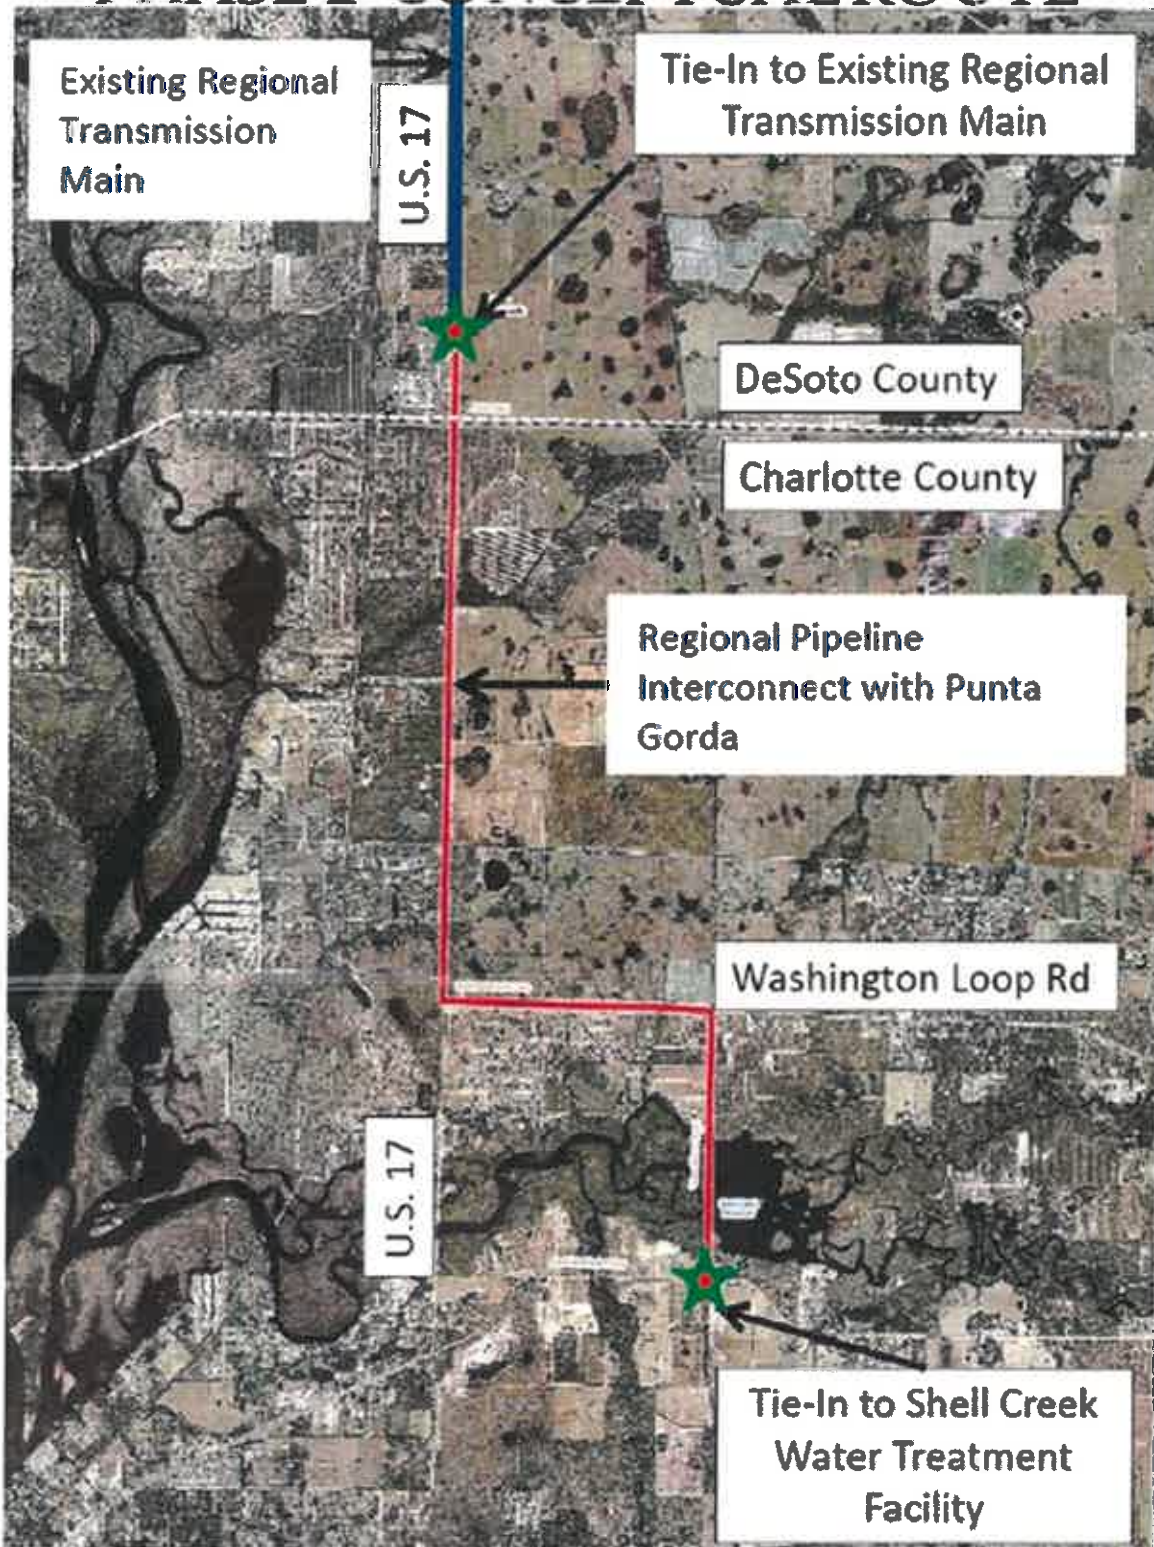 Existing Regional
Transmission
Main
U.S. 17
Tie-In to Existing Regional
Transmission Main
DeSoto County
Charlotte County
Regional Pipeline
Interconnect with Punta
Gorda
Washington Loop Rd
U.S. 17
Tie-In to Shell Creek
Water Treatment
Facility